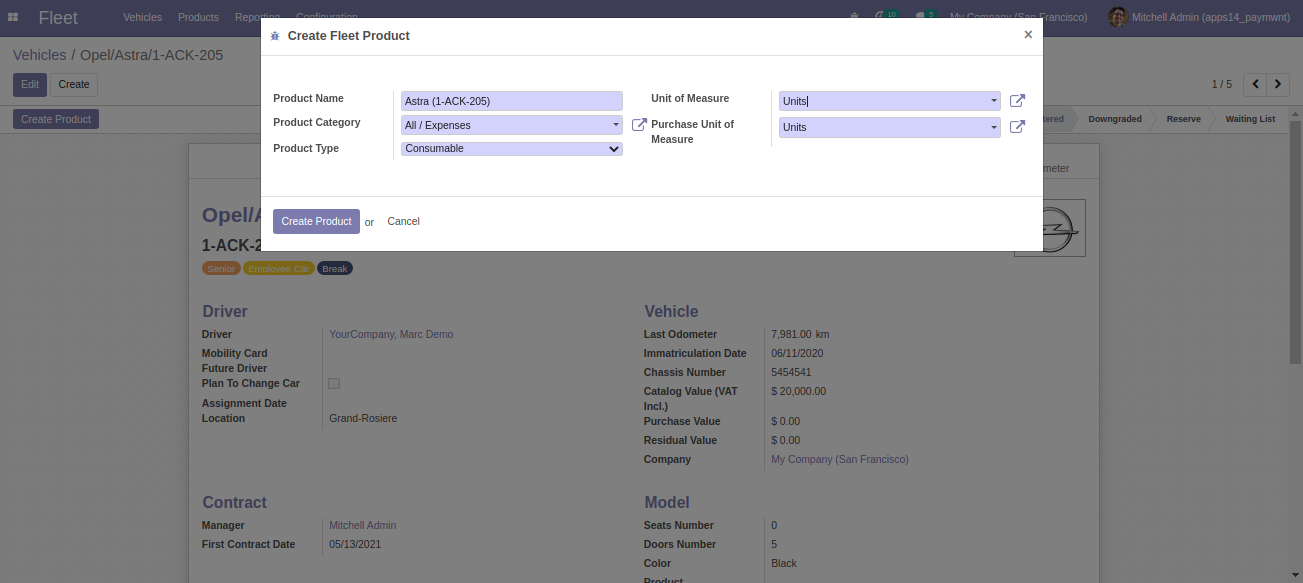 Fleet Vehicles Products Reporting Configuration 10 5 My Company (San Francisco) Mitchell Admin (apps14_paymwnt)
Create Fleet Product ×
Vehicles / Opel/Astra/1-ACK-205
Edit Create 1 / 5
Create Product Downgraded Reserve Waiting List
Product Name Astra (1-ACK-205)
Product Category All / Expenses
Product Type Consumable
Unit of Measure Units
Purchase Unit of Measure Units
Create Product or Cancel
Opel/A
1-ACK-2
Senior Employee Car Break
Driver
Driver YourCompany, Marc Demo
Mobility Card
Future Driver
Plan To Change Car
Assignment Date
Location Grand-Rosiere
Vehicle
Last Odometer 7,981.00 km
Immatriculation Date 06/11/2020
Chassis Number 5454541
Catalog Value (VAT
Incl.) $ 20,000.00
Purchase Value $ 0.00
Residual Value $ 0.00
Company My Company (San Francisco)
Contract
Manager Mitchell Admin
First Contract Date 05/13/2021
Model
Seats Number 0
Doors Number 5
Color Black
Product